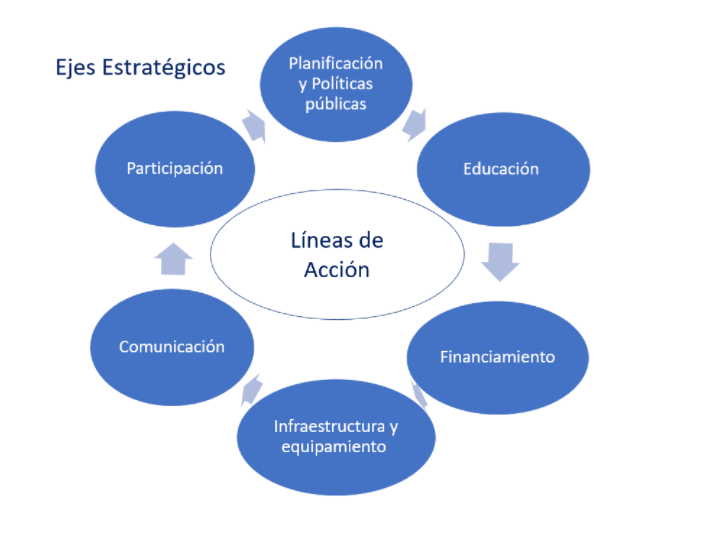 Ejes Estratégicos
Planificación
y Políticas
públicas
Educación
Financiamiento
Infraestructura y
equipamiento
Comunicación
Participación
Líneas de
Acción